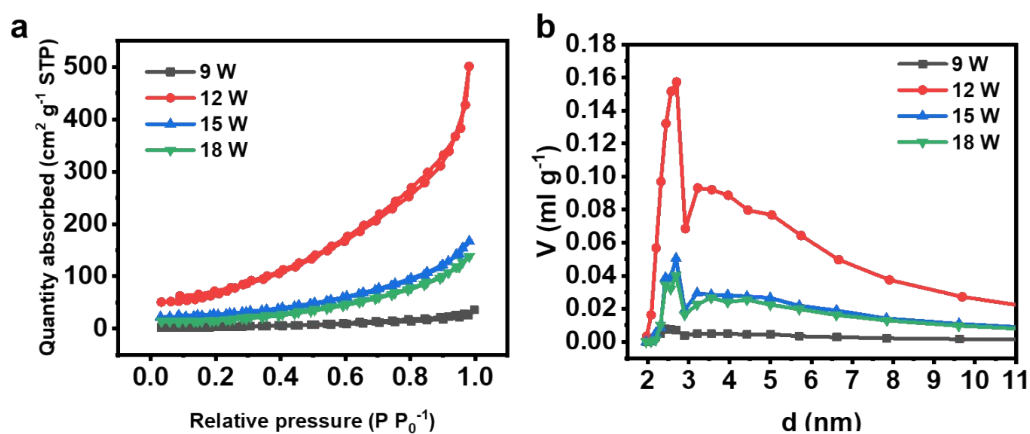 a
Quantity absorbed (cm² g⁻¹ STP)
500
400
300
200
100
0
9 W
12 W
15 W
18 W
0.0 0.2 0.4 0.6 0.8 1.0
Relative pressure (P P₀⁻¹)
b
V (ml g⁻¹)
0.18
0.16
0.14
0.12
0.10
0.08
0.06
0.04
0.02
0.00
9 W
12 W
15 W
18 W
2 3 4 5 6 7 8 9 10 11
d (nm)